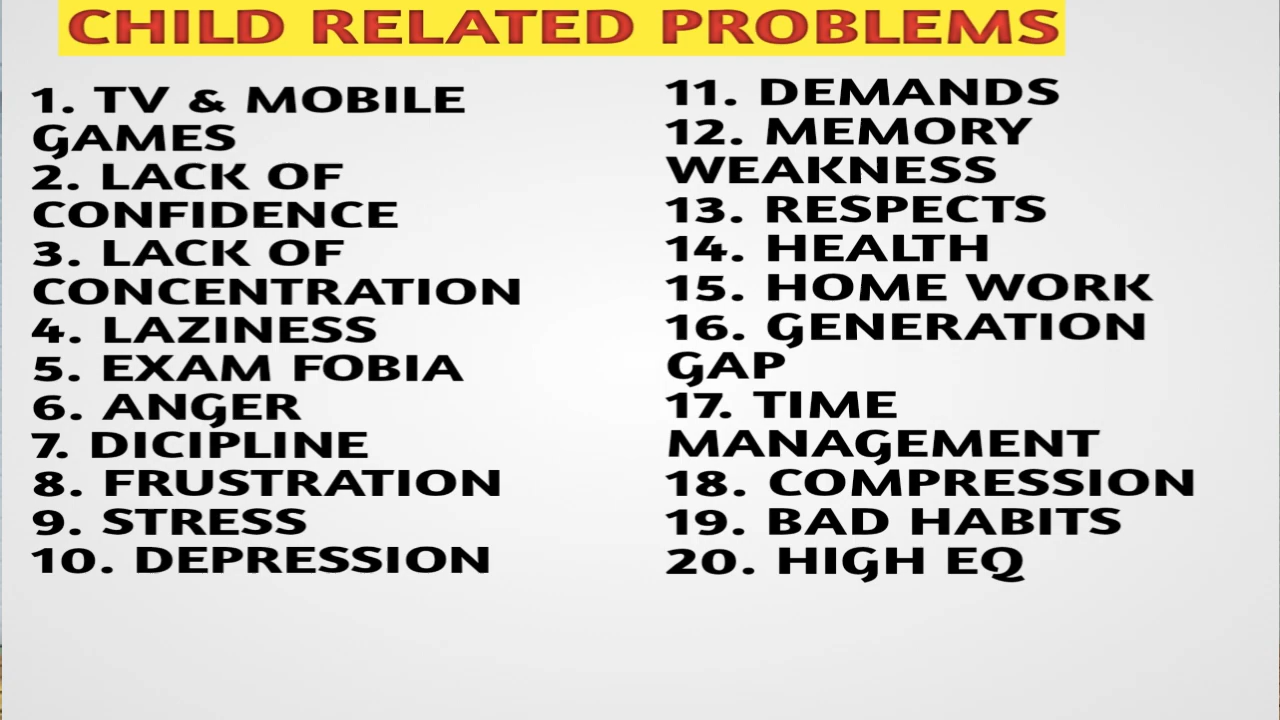 CHILD RELATED PROBLEMS
1. TV & MOBILE
GAMES
2. LACK OF
CONFIDENCE
3. LACK OF
CONCENTRATION
4. LAZINESS
5. EXAM FOBIA
6. ANGER
7. DICIPLINE
8. FRUSTRATION
9. STRESS
10. DEPRESSION
11. DEMANDS
12. MEMORY
WEAKNESS
13. RESPECTS
14. HEALTH
15. HOME WORK
16. GENERATION
GAP
17. TIME
MANAGEMENT
18. COMPRESSION
19. BAD HABITS
20. HIGH EQ